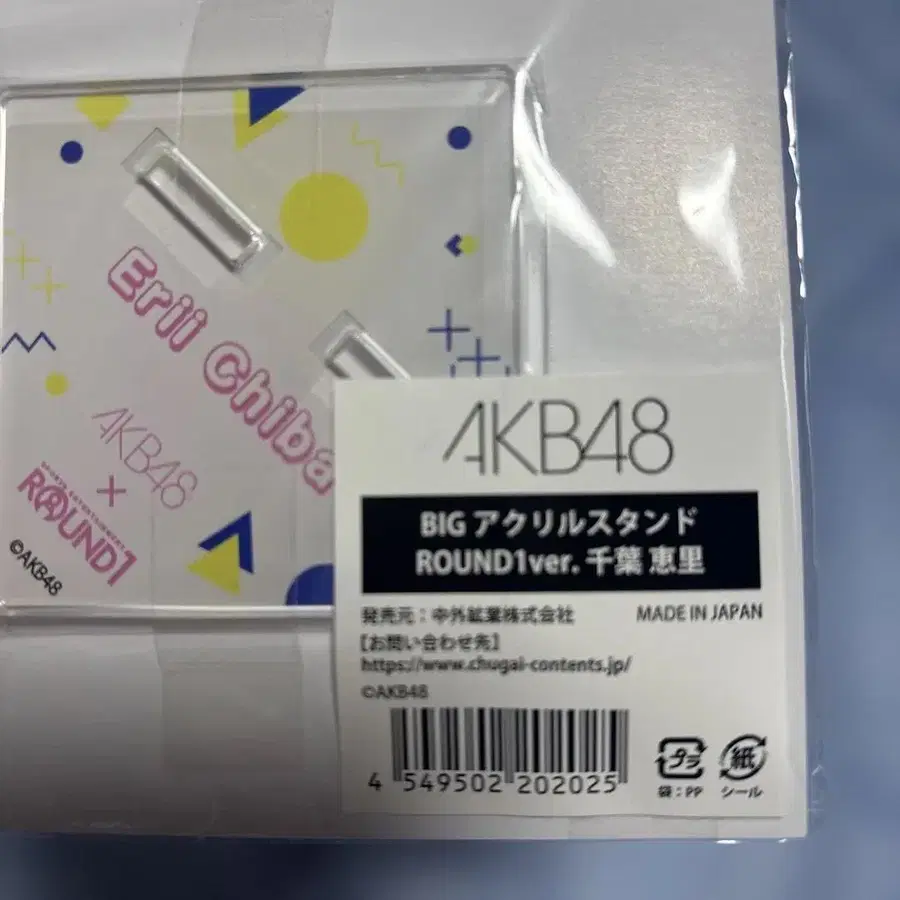 Erii Chiba
AKB48
×
ROUND1
©AKB48
AKB48
BIG アクリルスタンド
ROUND1ver. 千葉 恵里
発売元：中外鉱業株式会社
MADE IN JAPAN
【お問い合わせ先】
https://www.chugai-contents.jp/
©AKB48
4 549502 202025
プラ
袋：PP
紙
シール